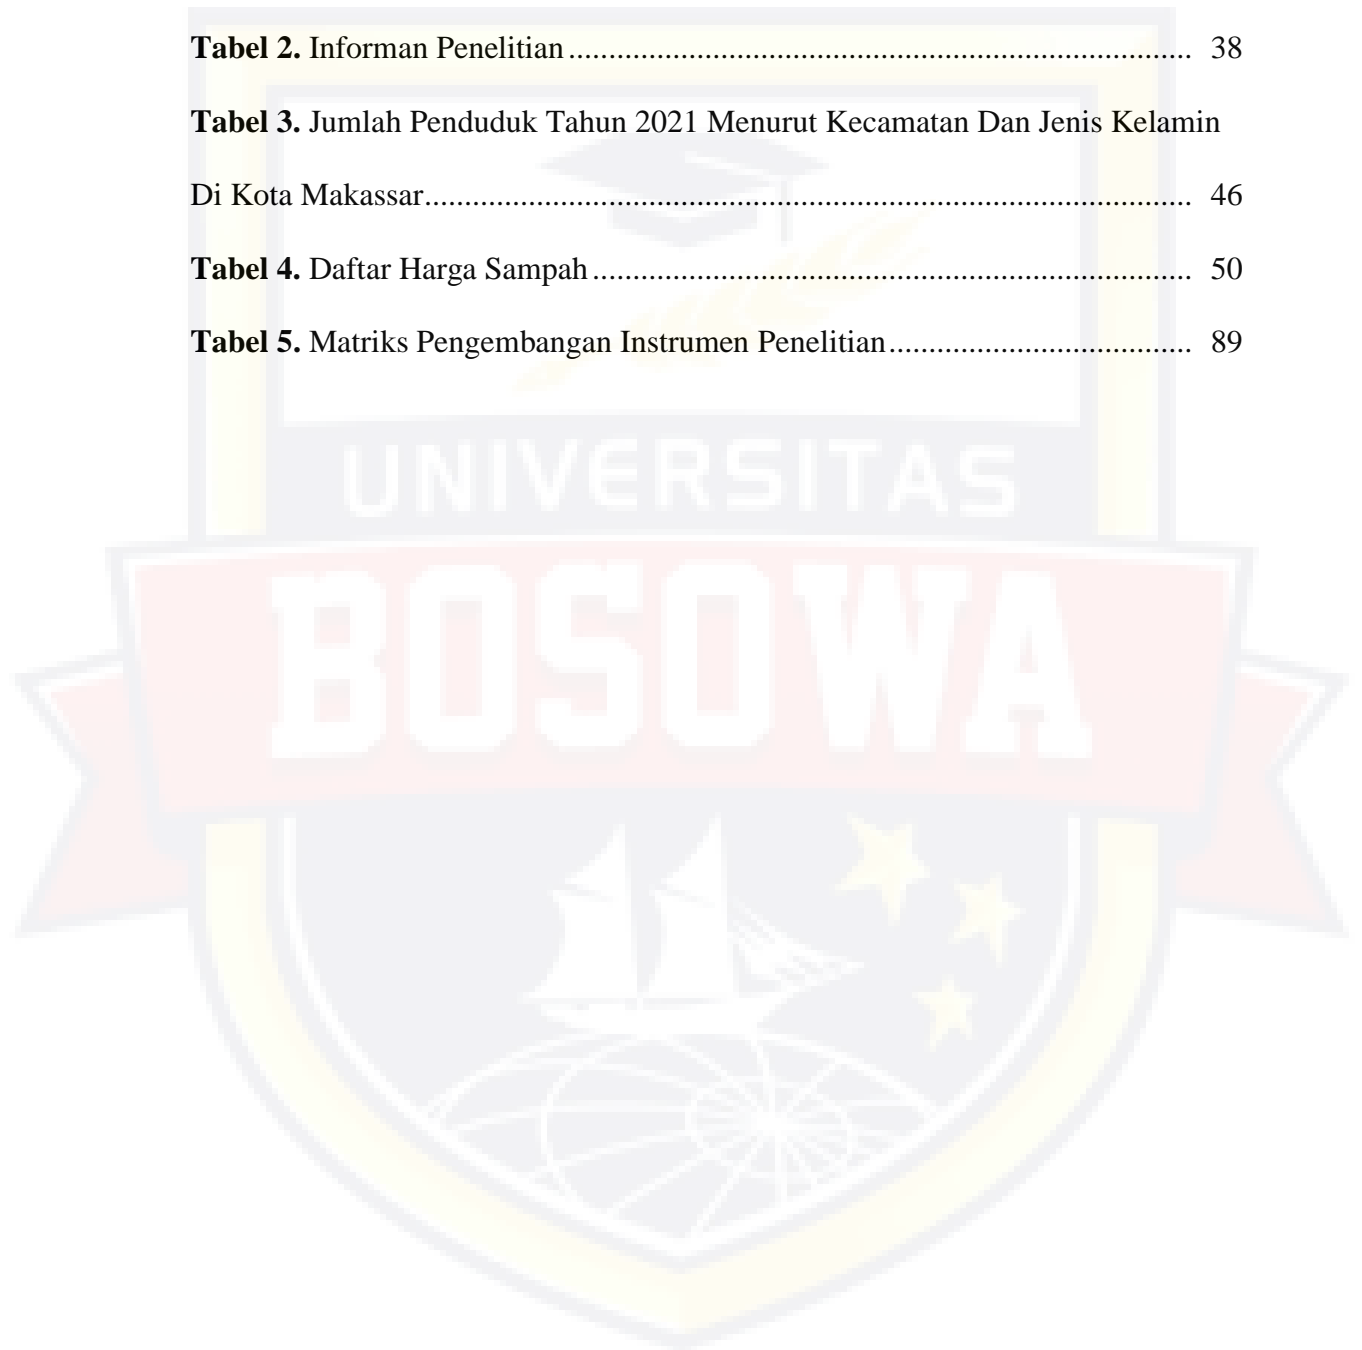 Tabel 2. Informan Penelitian.............................................................................. 38
Tabel 3. Jumlah Penduduk Tahun 2021 Menurut Kecamatan Dan Jenis Kelamin
Di Kota Makassar................................................................................................ 46
Tabel 4. Daftar Harga Sampah........................................................................... 50
Tabel 5. Matriks Pengembangan Instrumen Penelitian...................................... 89
UNIVERSITAS
BOSOWA